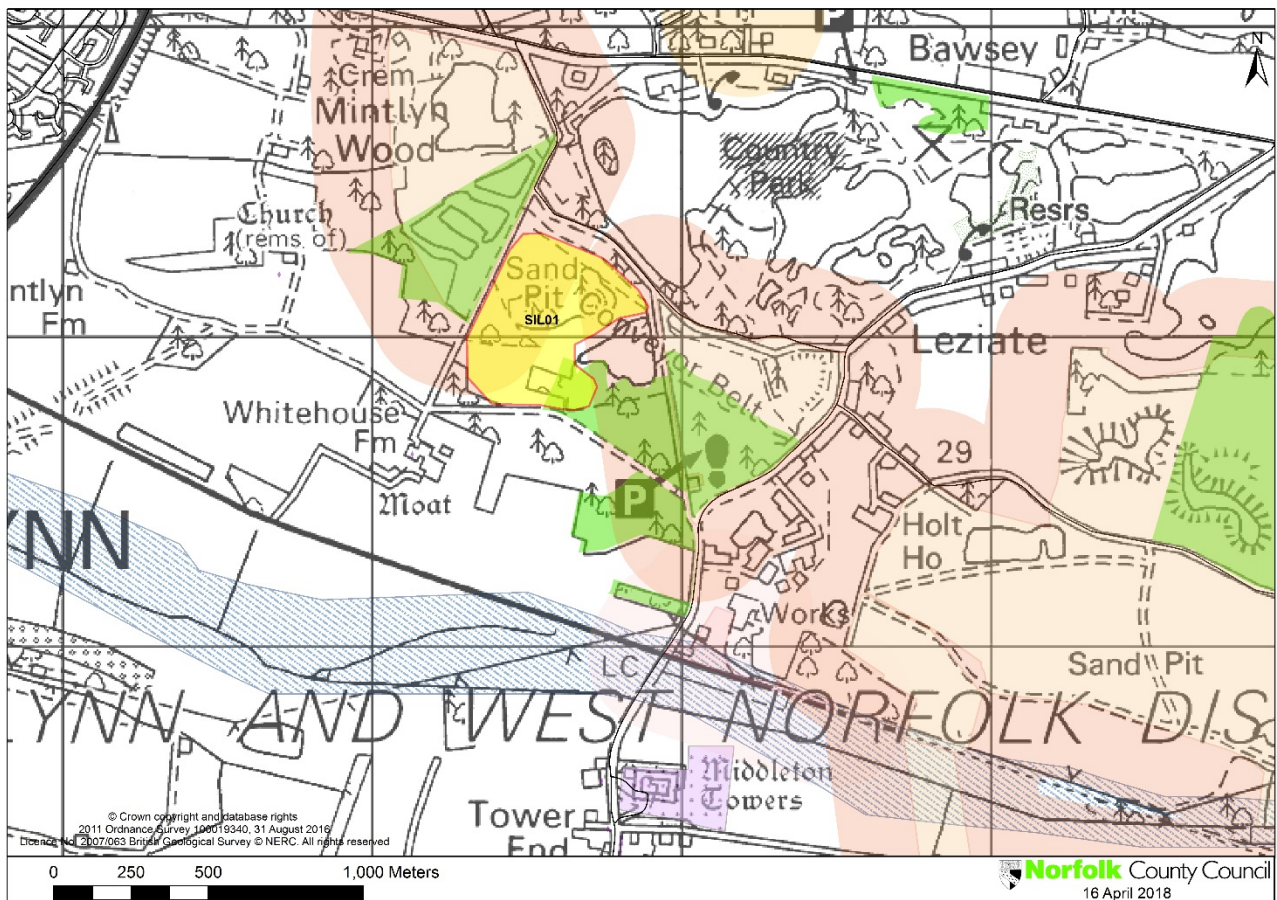 P
Bawsey
N
Crem
Mintlyn
Wood
Country
Park
Church
(rems of)
Resrs
Sand
Pit
SIL01
ntlyn
Fm
Leziate
or Belt
Whitehouse
Fm
29
P
Moat
Holt
Ho
YNN
Works
LC
Sand Pit
YNN AND WEST NORFOLK DIS
Middleton
Towers
Tower
End
© Crown copyright and database rights
2011 Ordnance Survey 100019340, 31 August 2016
Licence No. 2007/063 British Geological Survey © NERC. All rights reserved
0 250 500 1,000 Meters
Norfolk County Council
16 April 2018